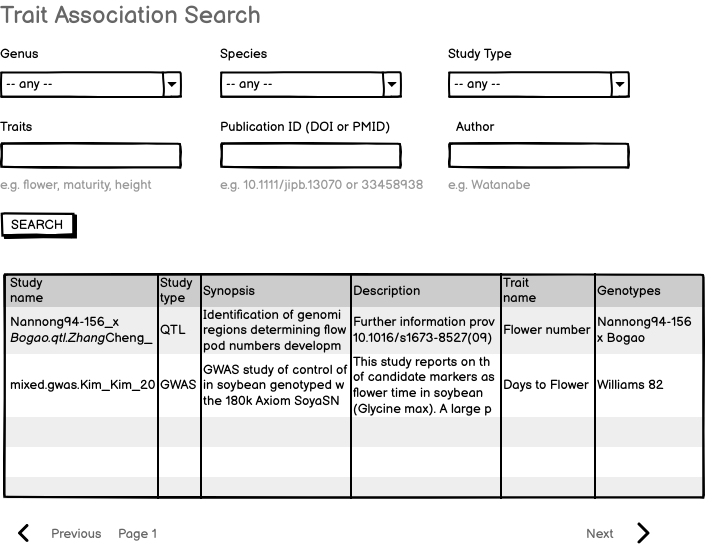 Trait Association Search
Genus Species Study Type
-- any -- -- any -- -- any --
Traits Publication ID (DOI or PMID) Author
e.g. flower, maturity, height e.g. 10.1111/jipb.13070 or 33458938 e.g. Watanabe
SEARCH
Study name Study type Synopsis Description Trait name Genotypes
Nannong94-156_x
Bogao.qtl.ZhangCheng_
QTL
Identification of genomi
regions determining flow
pod numbers developm
Further information prov
10.1016/s1673-8527(09)
Flower number
Nannong94-156
x Bogao
mixed.gwas.Kim_Kim_20
GWAS
GWAS study of control of
in soybean genotyped w
the 180k Axiom SoyaSN
This study reports on th
of candidate markers as
flower time in soybean
(Glycine max). A large p
Days to Flower
Williams 82
Previous Page 1 Next